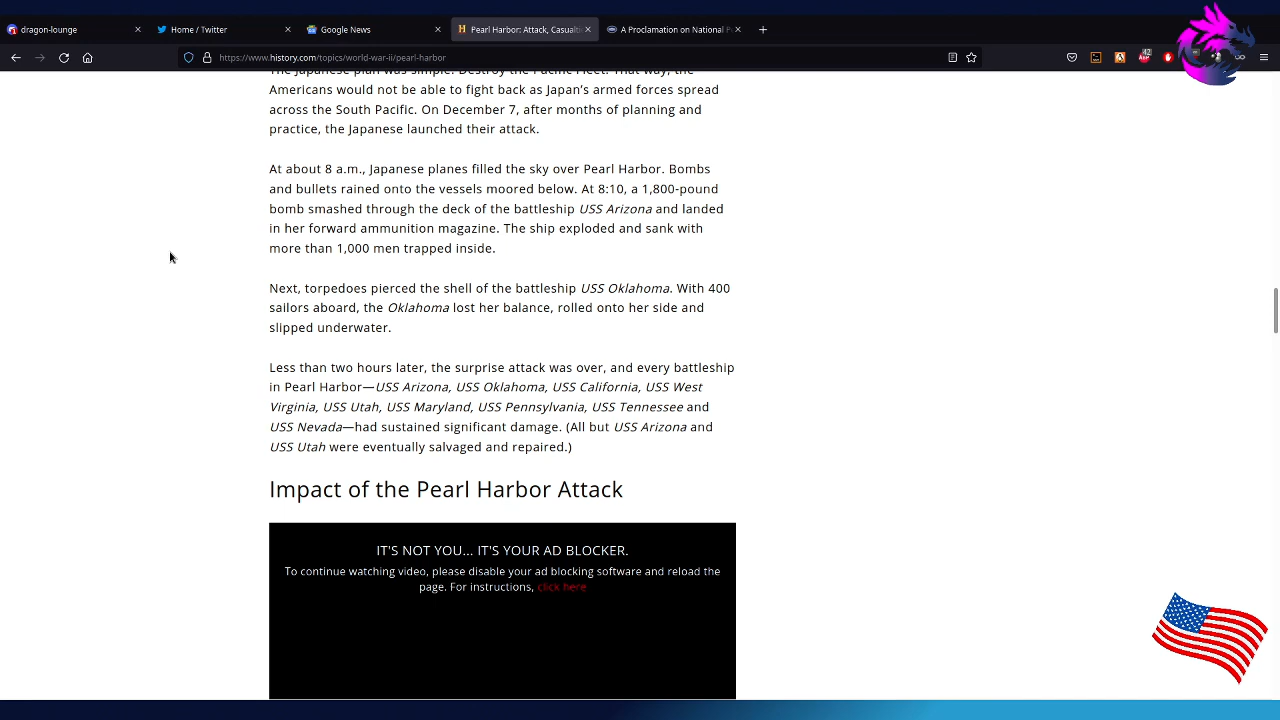 dragon-lounge
Home / Twitter
Google News
Pearl Harbor: Attack, Casualti
A Proclamation on National P
https://www.history.com/topics/world-war-ii/pearl-harbor
The Japanese plan was simple: Destroy the Pacific Fleet. That way, the
Americans would not be able to fight back as Japan's armed forces spread
across the South Pacific. On December 7, after months of planning and
practice, the Japanese launched their attack.
At about 8 a.m., Japanese planes filled the sky over Pearl Harbor. Bombs
and bullets rained onto the vessels moored below. At 8:10, a 1,800-pound
bomb smashed through the deck of the battleship USS Arizona and landed
in her forward ammunition magazine. The ship exploded and sank with
more than 1,000 men trapped inside.
Next, torpedoes pierced the shell of the battleship USS Oklahoma. With 400
sailors aboard, the Oklahoma lost her balance, rolled onto her side and
slipped underwater.
Less than two hours later, the surprise attack was over, and every battleship
in Pearl Harbor—USS Arizona, USS Oklahoma, USS California, USS West
Virginia, USS Utah, USS Maryland, USS Pennsylvania, USS Tennessee and
USS Nevada—had sustained significant damage. (All but USS Arizona and
USS Utah were eventually salvaged and repaired.)
Impact of the Pearl Harbor Attack
IT'S NOT YOU... IT'S YOUR AD BLOCKER.
To continue watching video, please disable your ad blocking software and reload the
page. For instructions, click here